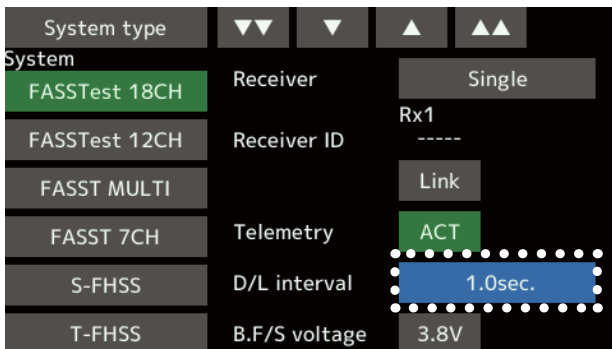 System type ▼▼ ▼ ▲ ▲▲
System
FASSTest 18CH
FASSTest 12CH
FASST MULTI
FASST 7CH
S-FHSS
T-FHSS
Receiver Single
Rx1
Receiver ID -----
Link
Telemetry ACT
D/L interval 1.0sec.
B.F/S voltage 3.8V